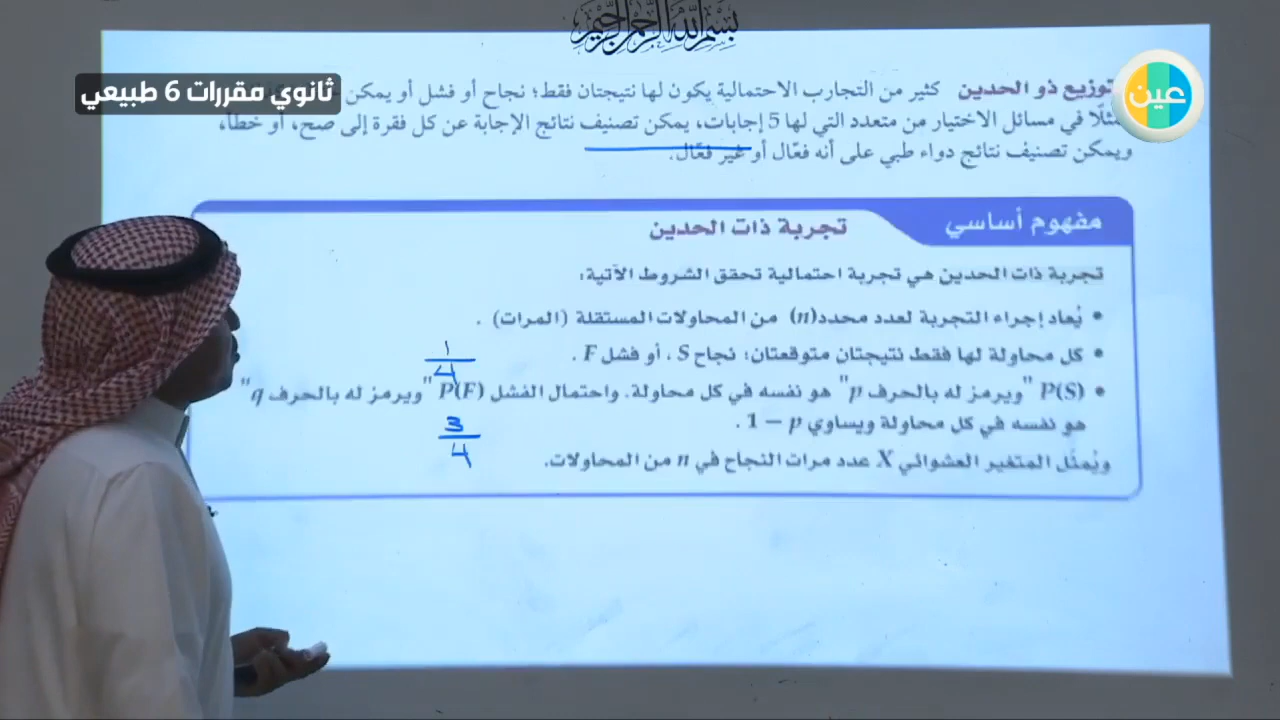 بسم الله الرحمن الرحيم
ثانوي مقررات 6 طبيعي
عين
توزيع ذو الحدين كثير من التجارب الاحتمالية يكون لها نتيجتان فقط؛ نجاح أو فشل أو يمكن
مثلًا في مسائل الاختيار من متعدد التي لها 5 إجابات، يمكن تصنيف نتائج الإجابة عن كل فقرة إلى صح، أو خطأ،
ويمكن تصنيف نتائج دواء طبي على أنه فعّال أو غير فعّال.
مفهوم أساسي
تجربة ذات الحدين
تجربة ذات الحدين هي تجربة احتمالية تحقق الشروط الآتية:
• يُعاد إجراء التجربة لعدد محدد (n) من المحاولات المستقلة (المرات) .
• كل محاولة لها فقط نتيجتان متوقعتان؛ نجاح S ، أو فشل F .
1/4
• P(S) "ويرمز له بالحرف p" هو نفسه في كل محاولة. واحتمال الفشل P(F) "ويرمز له بالحرف q"
هو نفسه في كل محاولة ويساوي 1 – p .
3/4
ويُمثّل المتغير العشوائي X عدد مرات النجاح في n من المحاولات.